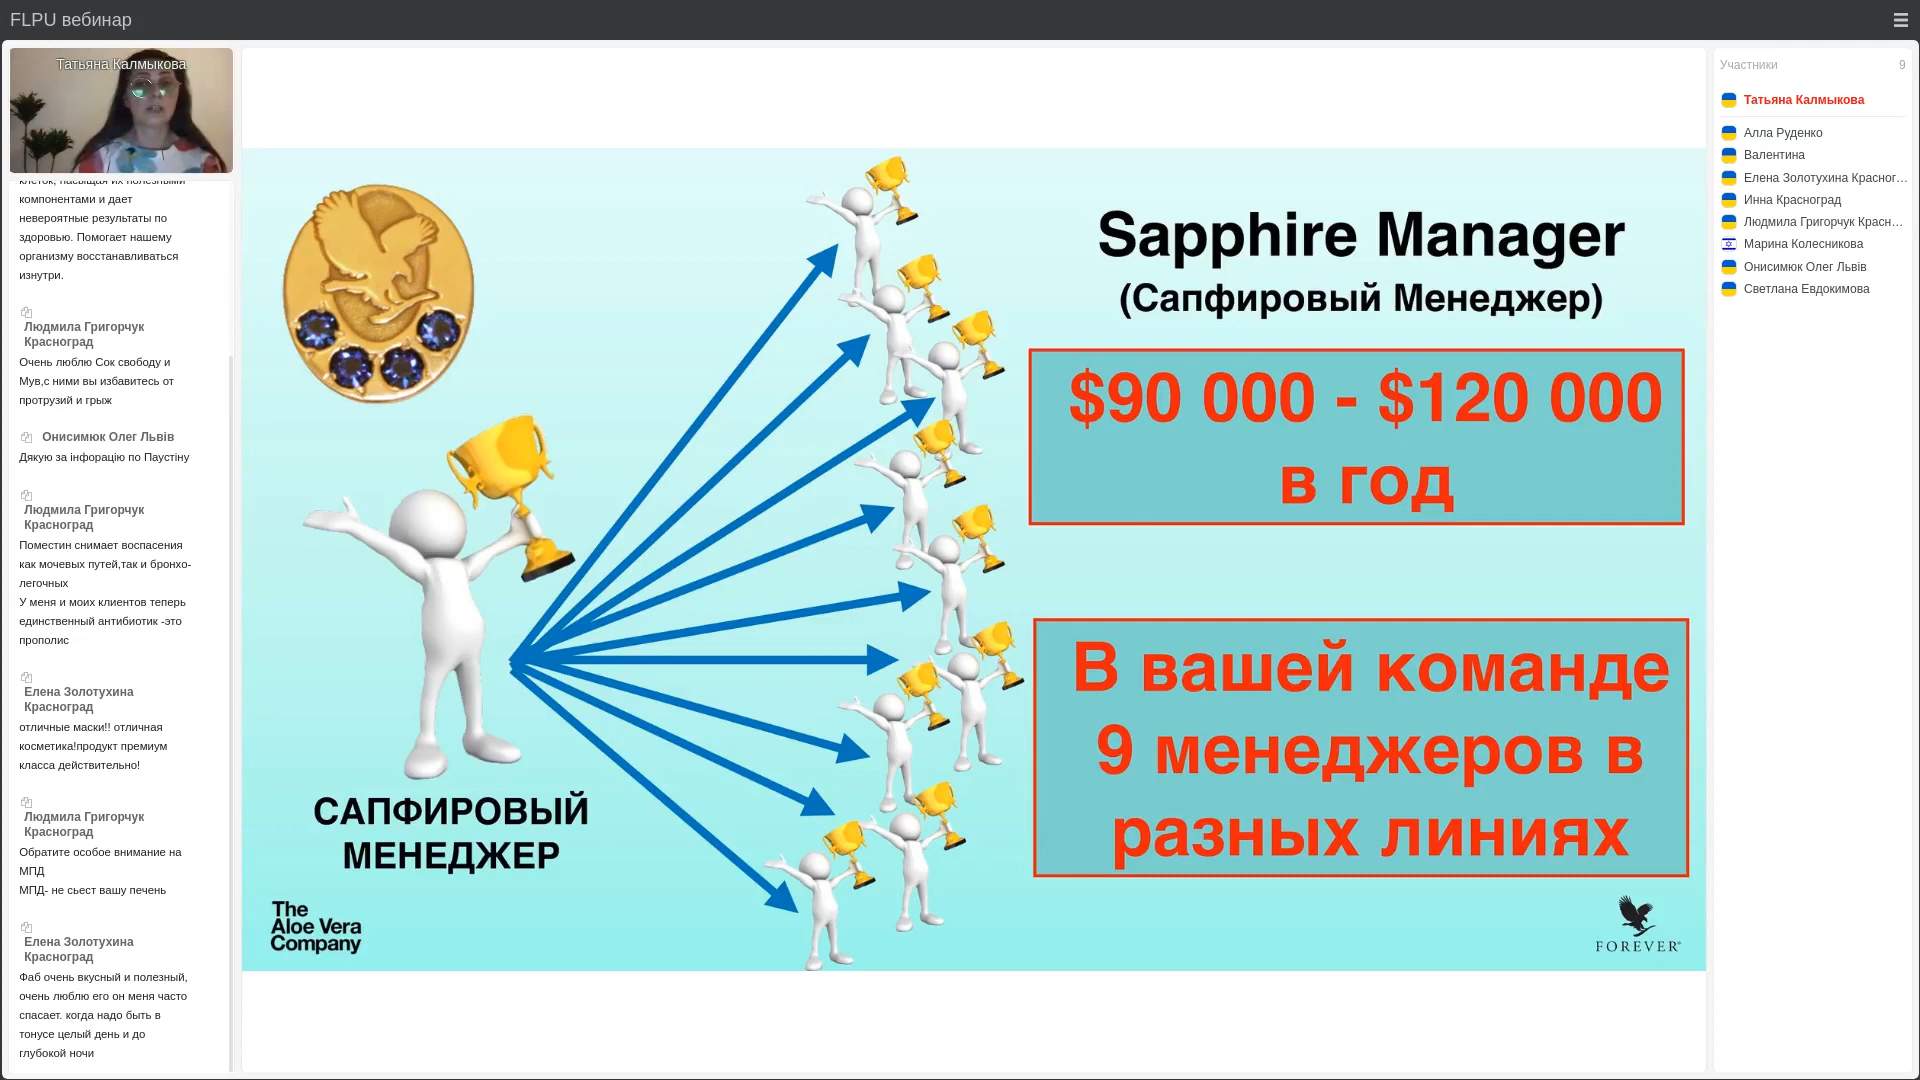 FLPU вебинар
Татьяна Калмыкова
клеток, насыщая их полезными
компонентами и дает
невероятные результаты по
здоровью. Помогает нашему
организму восстанавливаться
изнутри.
Людмила Григорчук
Красноград
Очень люблю Сок свободу и
Мув,с ними вы избавитесь от
протрузий и грыж
Онисимюк Олег Львів
Дякую за інфорацію по Паустіну
Людмила Григорчук
Красноград
Поместин снимает воспасения
как мочевых путей,так и бронхо-
легочных
У меня и моих клиентов теперь
единственный антибиотик -это
прополис
Елена Золотухина
Красноград
отличные маски!! отличная
косметика!продукт премиум
класса действительно!
Людмила Григорчук
Красноград
Обратите особое внимание на
МПД
МПД- не сьест вашу печень
Елена Золотухина
Красноград
Фаб очень вкусный и полезный,
очень люблю его он меня часто
спасает. когда надо быть в
тонусе целый день и до
глубокой ночи
Sapphire Manager
(Сапфировый Менеджер)
$90 000 - $120 000
в год
В вашей команде
9 менеджеров в
разных линиях
САПФИРОВЫЙ
МЕНЕДЖЕР
The
Aloe Vera
Company
FOREVER®
Участники 9
Татьяна Калмыкова
Алла Руденко
Валентина
Елена Золотухина Красног...
Инна Красноград
Людмила Григорчук Красн...
Марина Колесникова
Онисимюк Олег Львів
Светлана Евдокимова